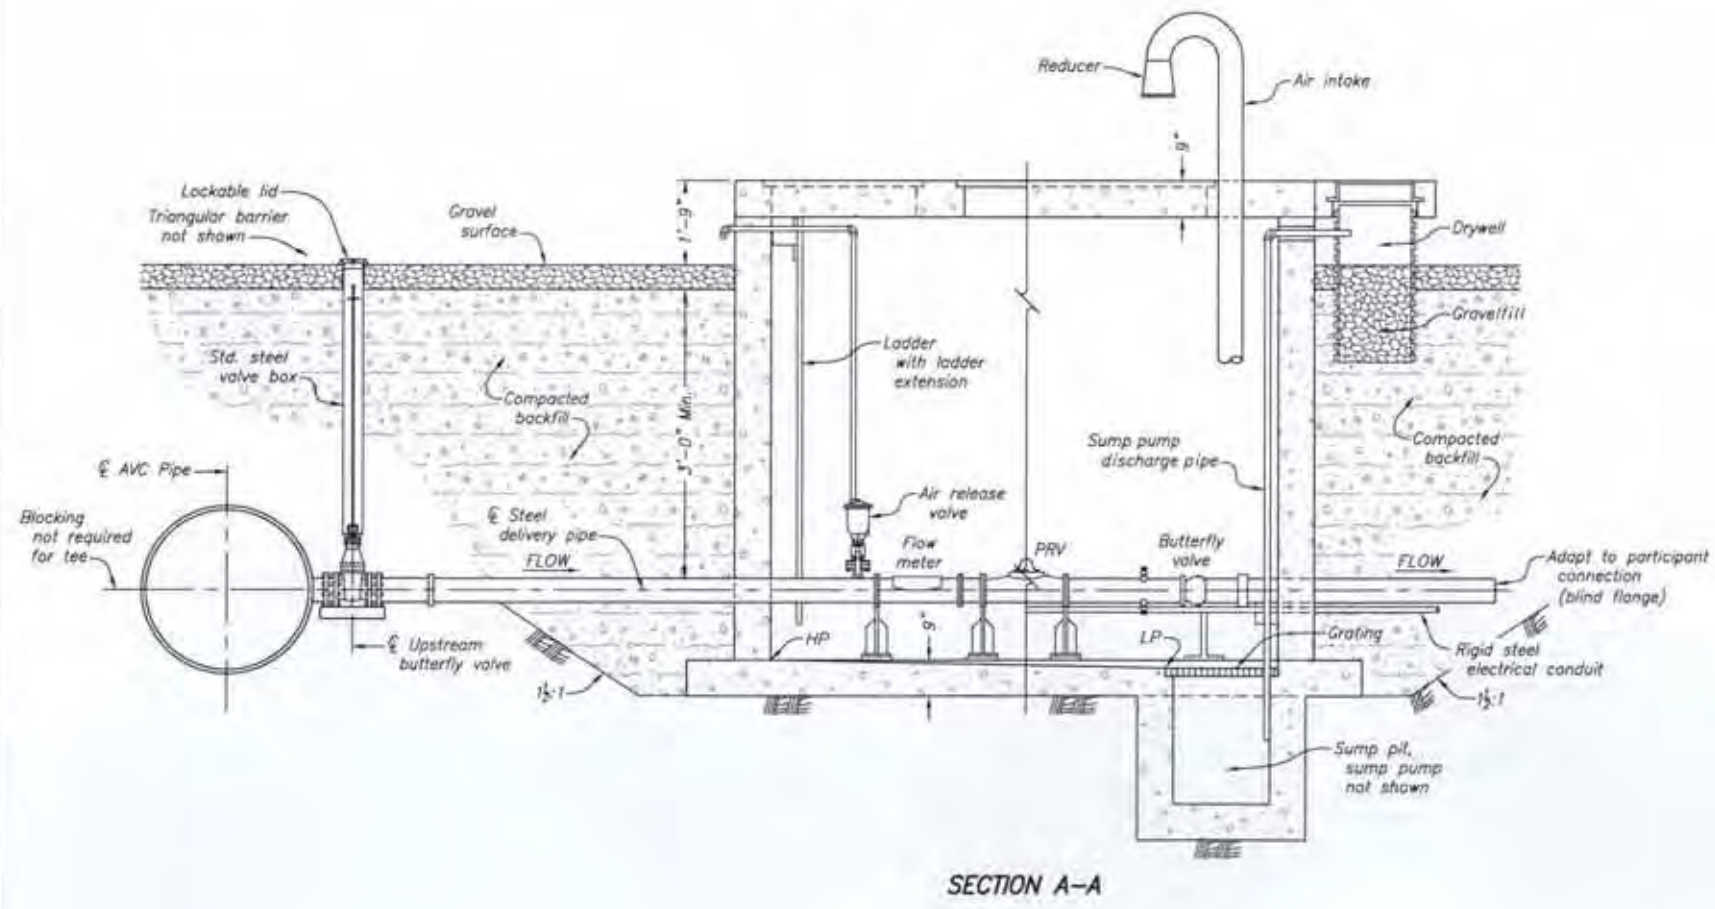 Reducer
Air intake
9"
Lockable lid
Triangular barrier
not shown
Gravel
surface
1'-9"
Drywell
Gravelfill
Std. steel
valve box
Ladder
with ladder
extension
Compacted
backfill
3'-0" Min.
Compacted
backfill
Sump pump
discharge pipe
℄ AVC Pipe
Air release
valve
Blocking
not required
for tee
℄ Steel
delivery pipe
FLOW
Flow
meter
PRV
Butterfly
valve
FLOW
Adapt to participant
connection
(blind flange)
9"
HP
LP
Grating
℄ Upstream
butterfly valve
Rigid steel
electrical conduit
1½:1
1½:1
Sump pit,
sump pump
not shown
SECTION A-A